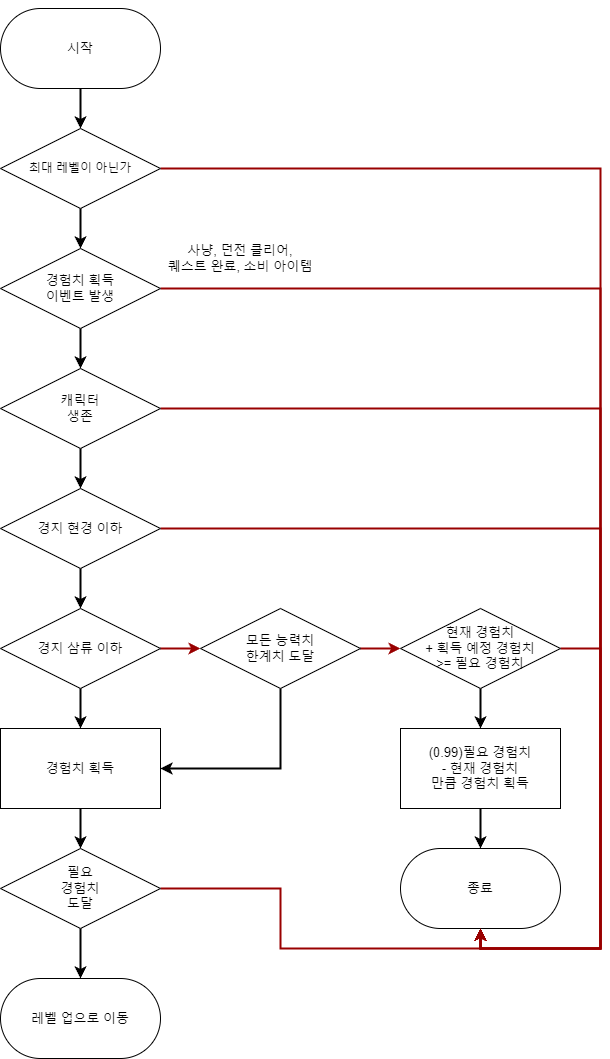 시작
최대 레벨이 아닌가
사냥, 던전 클리어,
퀘스트 완료, 소비 아이템
경험치 획득
이벤트 발생
캐릭터
생존
경지 현경 이하
경지 삼류 이하
모든 능력치
한계치 도달
현재 경험치
+ 획득 예정 경험치
>= 필요 경험치
경험치 획득
(0.99)필요 경험치
- 현재 경험치
만큼 경험치 획득
필요
경험치
도달
종료
레벨 업으로 이동